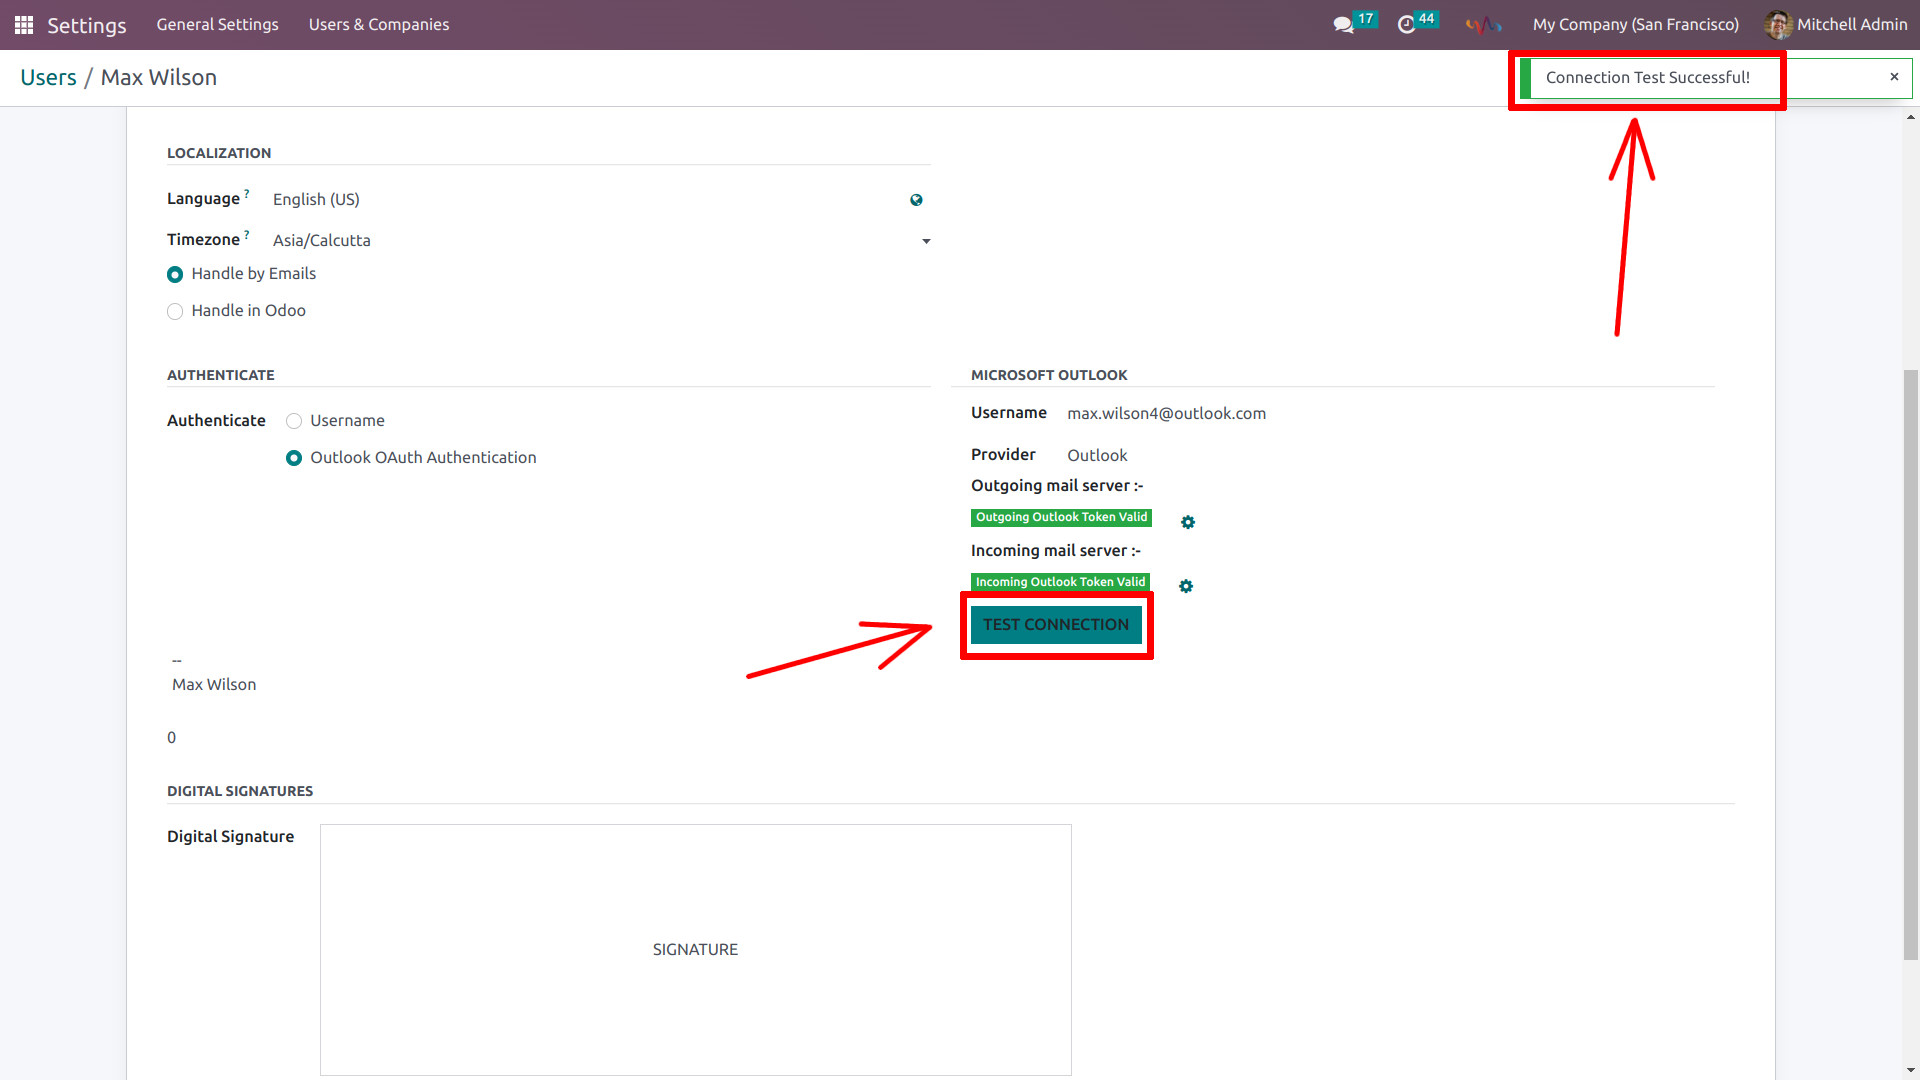 Settings General Settings Users & Companies 17 44 My Company (San Francisco) Mitchell Admin
Users / Max Wilson
Connection Test Successful! ×
LOCALIZATION
Language ? English (US)
Timezone ? Asia/Calcutta
Handle by Emails
Handle in Odoo
AUTHENTICATE
Authenticate Username
Outlook OAuth Authentication
MICROSOFT OUTLOOK
Username max.wilson4@outlook.com
Provider Outlook
Outgoing mail server :-
Outgoing Outlook Token Valid
Incoming mail server :-
Incoming Outlook Token Valid
TEST CONNECTION
--
Max Wilson
0
DIGITAL SIGNATURES
Digital Signature
SIGNATURE